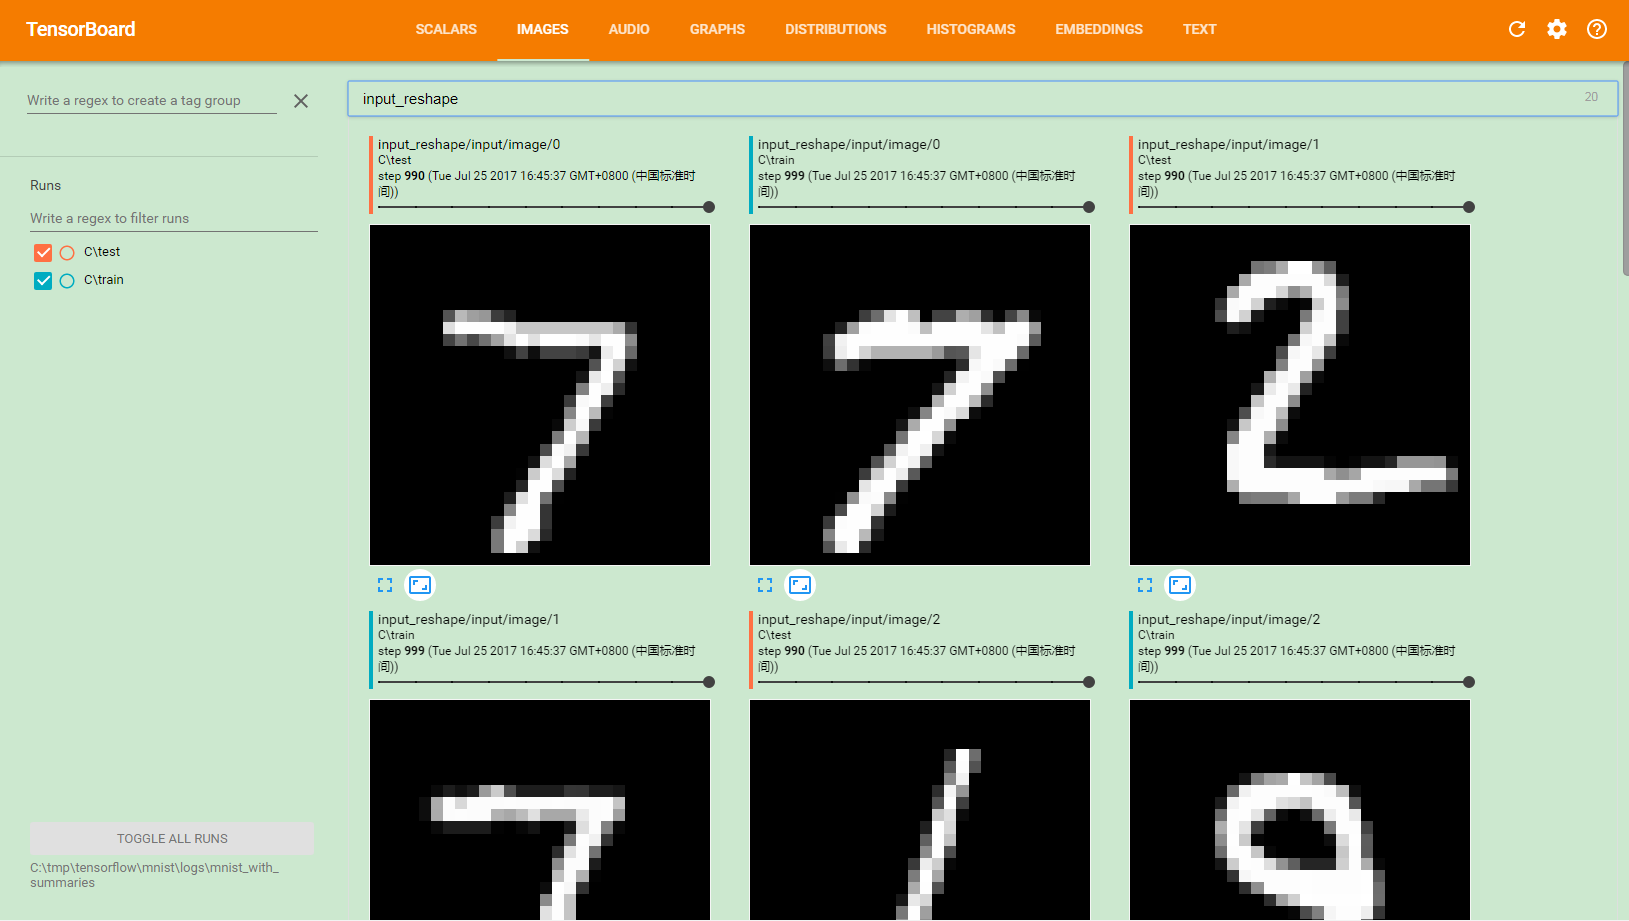 TensorBoard
SCALARS
IMAGES
AUDIO
GRAPHS
DISTRIBUTIONS
HISTOGRAMS
EMBEDDINGS
TEXT
Write a regex to create a tag group
Runs
Write a regex to filter runs
C\test
C\train
TOGGLE ALL RUNS
C:\tmp\tensorflow\mnist\logs\mnist_with_
summaries
input_reshape
20
input_reshape/input/image/0
C\test
step 990 (Tue Jul 25 2017 16:45:37 GMT+0800 (中国标准时
间))
input_reshape/input/image/0
C\train
step 999 (Tue Jul 25 2017 16:45:37 GMT+0800 (中国标准时
间))
input_reshape/input/image/1
C\test
step 990 (Tue Jul 25 2017 16:45:37 GMT+0800 (中国标准时
间))
7
7
2
input_reshape/input/image/1
C\train
step 999 (Tue Jul 25 2017 16:45:37 GMT+0800 (中国标准时
间))
input_reshape/input/image/2
C\test
step 990 (Tue Jul 25 2017 16:45:37 GMT+0800 (中国标准时
间))
input_reshape/input/image/2
C\train
step 999 (Tue Jul 25 2017 16:45:37 GMT+0800 (中国标准时
间))
7
1
9